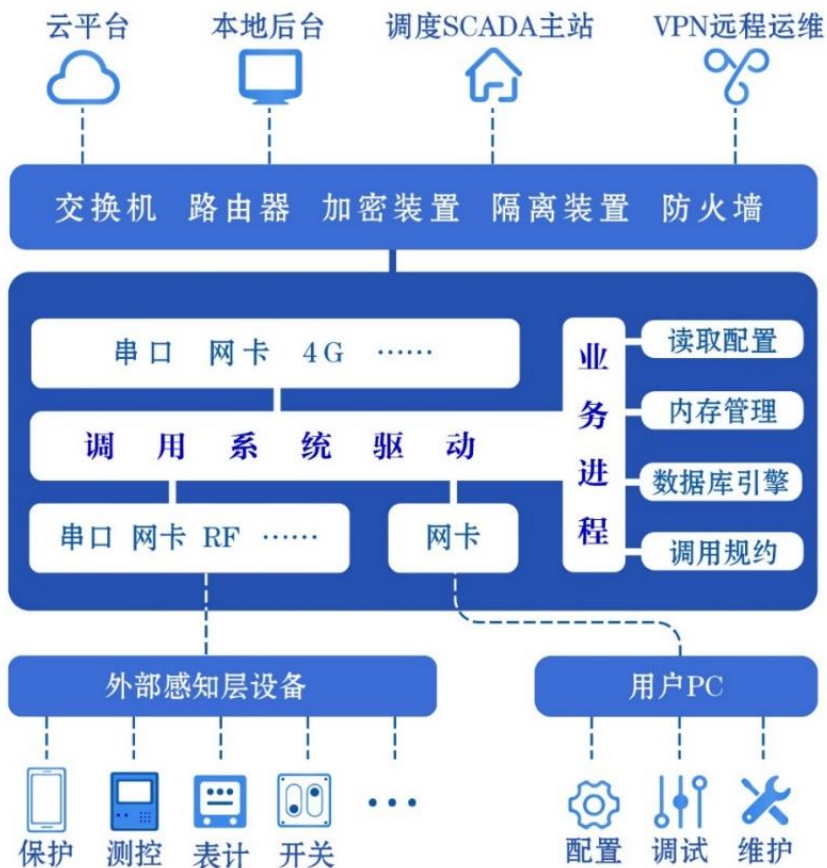 云平台 本地后台 调度SCADA主站 VPN远程运维
交换机 路由器 加密装置 隔离装置 防火墙
串口 网卡 4G ……
调用系统驱动
串口 网卡 RF ……
网卡
业务进程
读取配置
内存管理
数据库引擎
调用规约
外部感知层设备
用户PC
保护 测控 表计 开关
配置 调试 维护